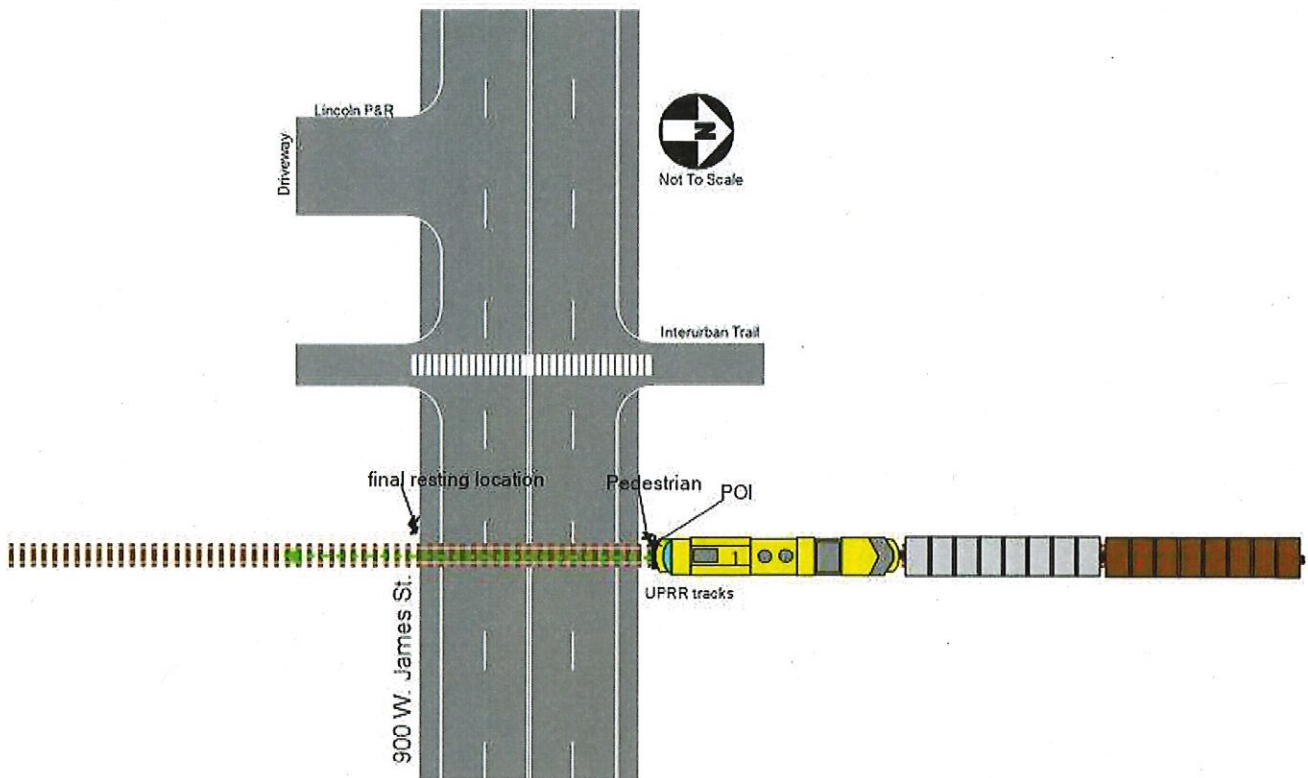 Lincoln P&R
Driveway
N
Not To Scale
Interurban Trail
final resting location
Pedestrian
POI
1
UPRR tracks
900 W. James St.